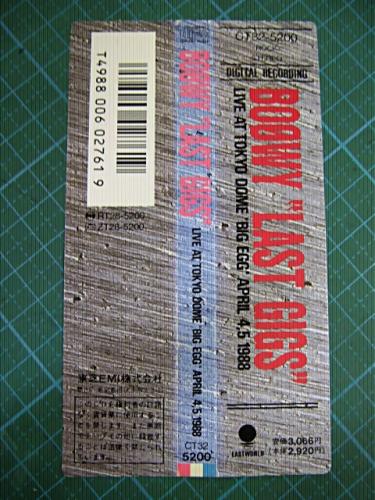 CT32-5200
DIGITAL RECORDING
BOØWY "LAST GIGS"
LIVE AT TOKYO DOME "BIG EGG" APRIL 4,5 1988
EASTWORLD
定価3,066円
(本体2,920円)
BOØWY "LAST GIGS"
LIVE AT TOKYO DOME "BIG EGG" APRIL 4,5 1988
CT32
5200
T4988 006 02761 9
RT28-5200
ZT28-5200
東芝EMI株式会社